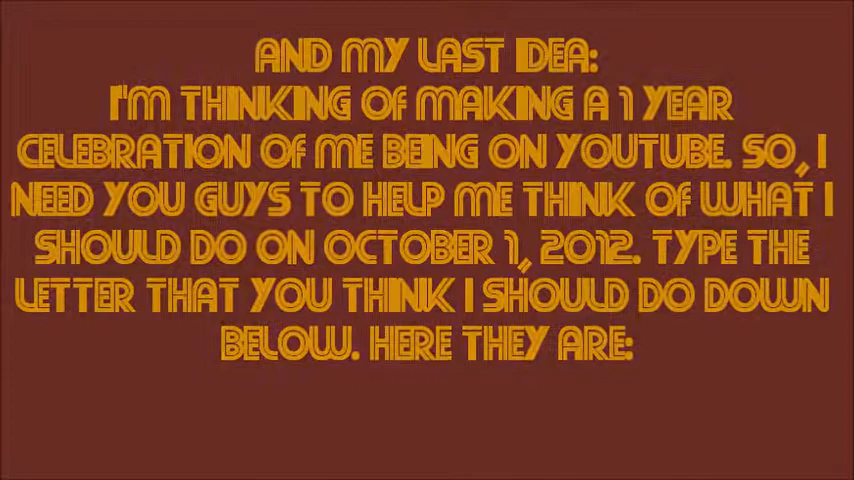 AND MY LAST IDEA:
I'M THINKING OF MAKING A 1 YEAR
CELEBRATION OF ME BEING ON YOUTUBE. SO, I
NEED YOU GUYS TO HELP ME THINK OF WHAT I
SHOULD DO ON OCTOBER 1, 2012. TYPE THE
LETTER THAT YOU THINK I SHOULD DO DOWN
BELOW. HERE THEY ARE: